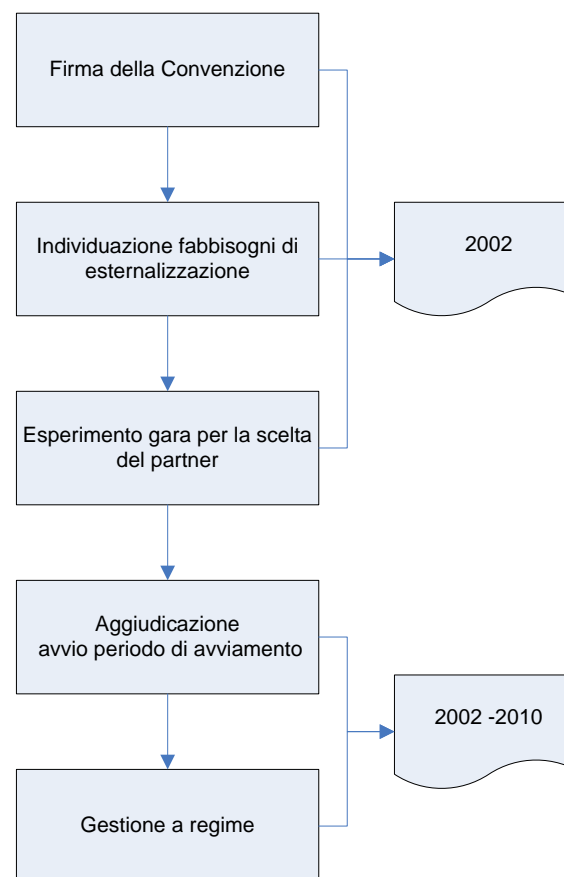 Firma della Convenzione
Individuazione fabbisogni di
esternalizzazione
2002
Esperimento gara per la scelta
del partner
Aggiudicazione
avvio periodo di avviamento
2002 -2010
Gestione a regime